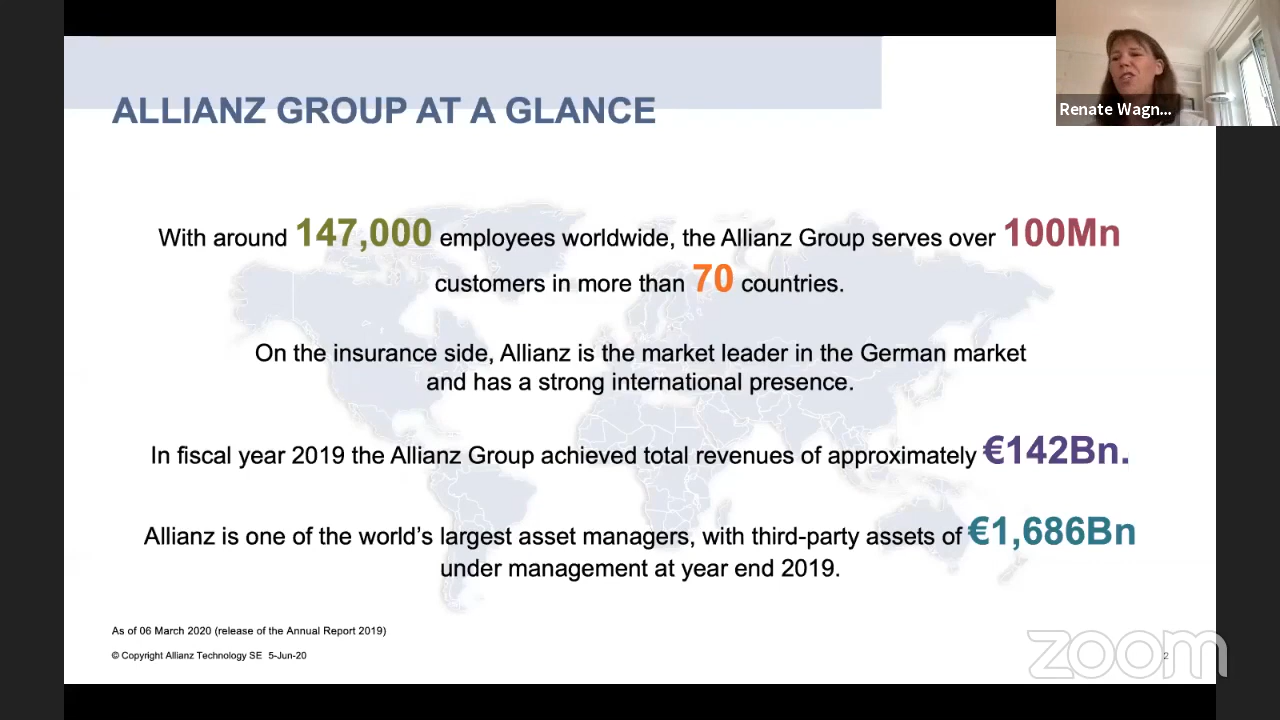 ALLIANZ GROUP AT A GLANCE
Renate Wagn...
With around 147,000 employees worldwide, the Allianz Group serves over 100Mn
customers in more than 70 countries.
On the insurance side, Allianz is the market leader in the German market
and has a strong international presence.
In fiscal year 2019 the Allianz Group achieved total revenues of approximately €142Bn.
Allianz is one of the world's largest asset managers, with third-party assets of €1,686Bn
under management at year end 2019.
As of 06 March 2020 (release of the Annual Report 2019)
© Copyright Allianz Technology SE 5-Jun-20
2
zoom